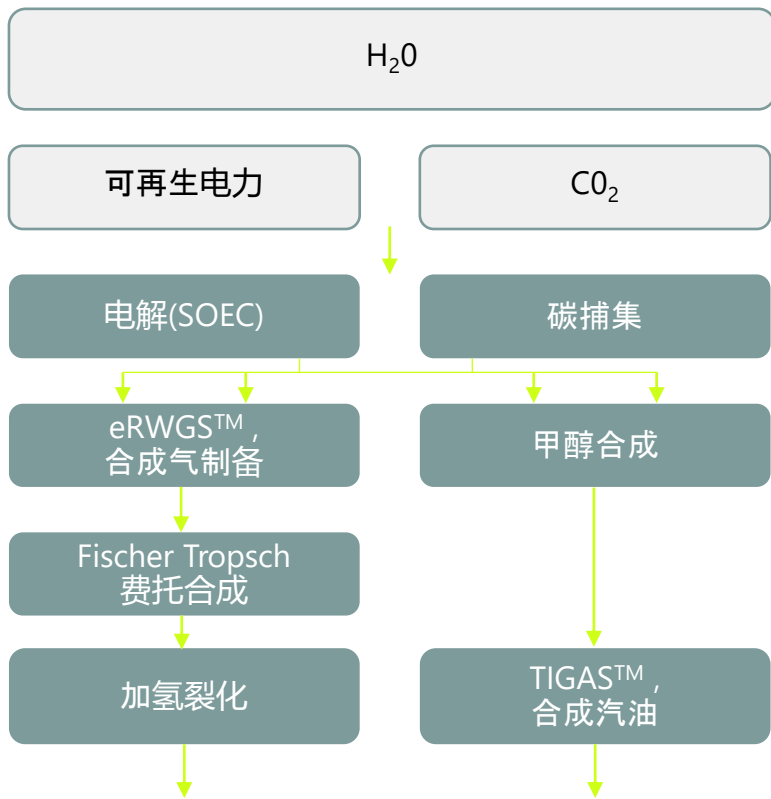 H₂0
可再生电力
C0₂
电解(SOEC)
碳捕集
eRWGS™ ,
合成气制备
甲醇合成
Fischer Tropsch
费托合成
加氢裂化
TIGAS™ ,
合成汽油